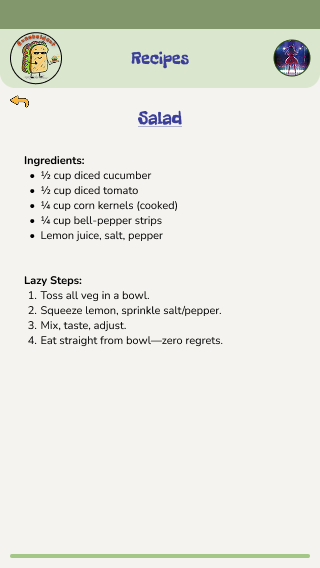 Recipes
Salad
Ingredients:
• ½ cup diced cucumber
• ½ cup diced tomato
• ¼ cup corn kernels (cooked)
• ¼ cup bell-pepper strips
• Lemon juice, salt, pepper
Lazy Steps:
1. Toss all veg in a bowl.
2. Squeeze lemon, sprinkle salt/pepper.
3. Mix, taste, adjust.
4. Eat straight from bowl—zero regrets.